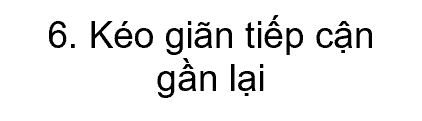 6. Kéo giãn tiếp cận
gần lại